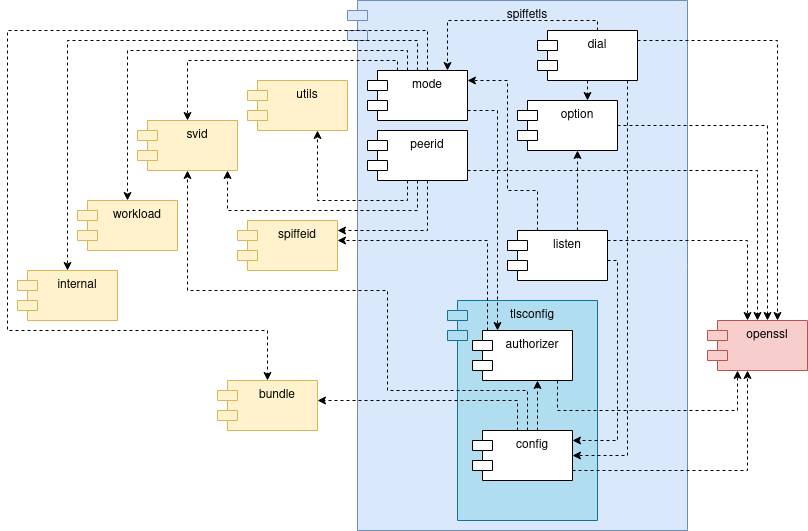 spiffetls
dial
mode
utils
option
svid
peerid
workload
spiffeid
listen
internal
tlsconfig
authorizer
openssl
bundle
config